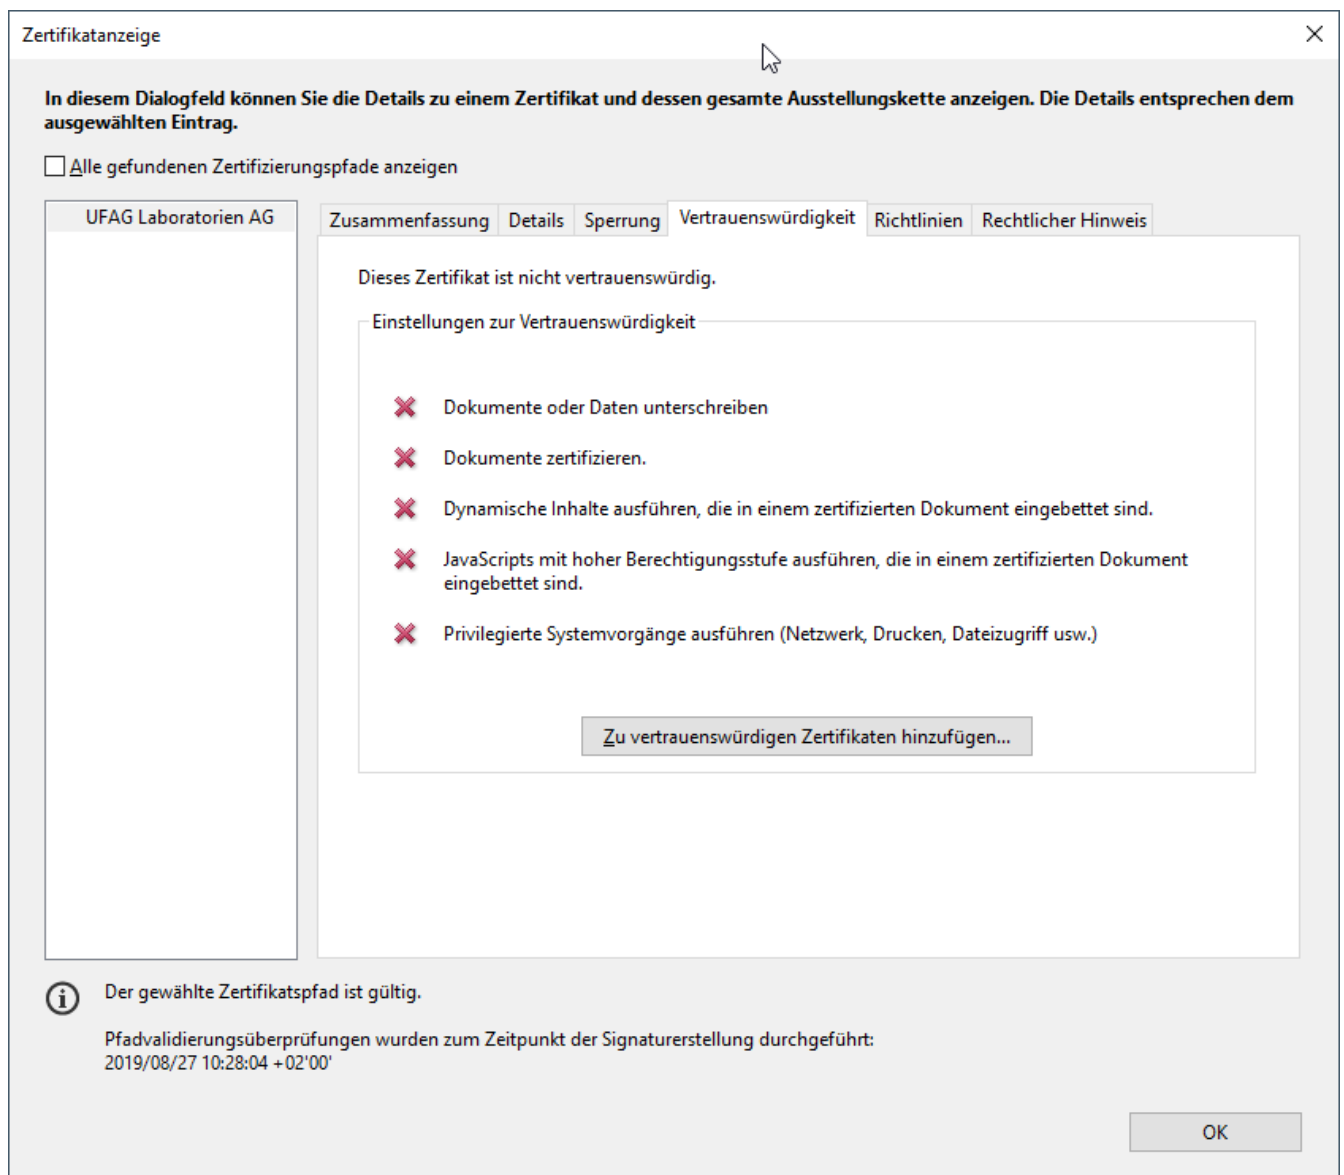 Zertifikatanzeige
In diesem Dialogfeld können Sie die Details zu einem Zertifikat und dessen gesamte Ausstellungskette anzeigen. Die Details entsprechen dem
ausgewählten Eintrag.
Alle gefundenen Zertifizierungspfade anzeigen
UFAG Laboratorien AG
Zusammenfassung Details Sperrung Vertrauenswürdigkeit Richtlinien Rechtlicher Hinweis
Dieses Zertifikat ist nicht vertrauenswürdig.
Einstellungen zur Vertrauenswürdigkeit
Dokumente oder Daten unterschreiben
Dokumente zertifizieren.
Dynamische Inhalte ausführen, die in einem zertifizierten Dokument eingebettet sind.
JavaScripts mit hoher Berechtigungsstufe ausführen, die in einem zertifizierten Dokument
eingebettet sind.
Privilegierte Systemvorgänge ausführen (Netzwerk, Drucken, Dateizugriff usw.)
Zu vertrauenswürdigen Zertifikaten hinzufügen...
Der gewählte Zertifikatspfad ist gültig.
Pfadvalidierungsüberprüfungen wurden zum Zeitpunkt der Signaturerstellung durchgeführt:
2019/08/27 10:28:04 +02'00'
OK